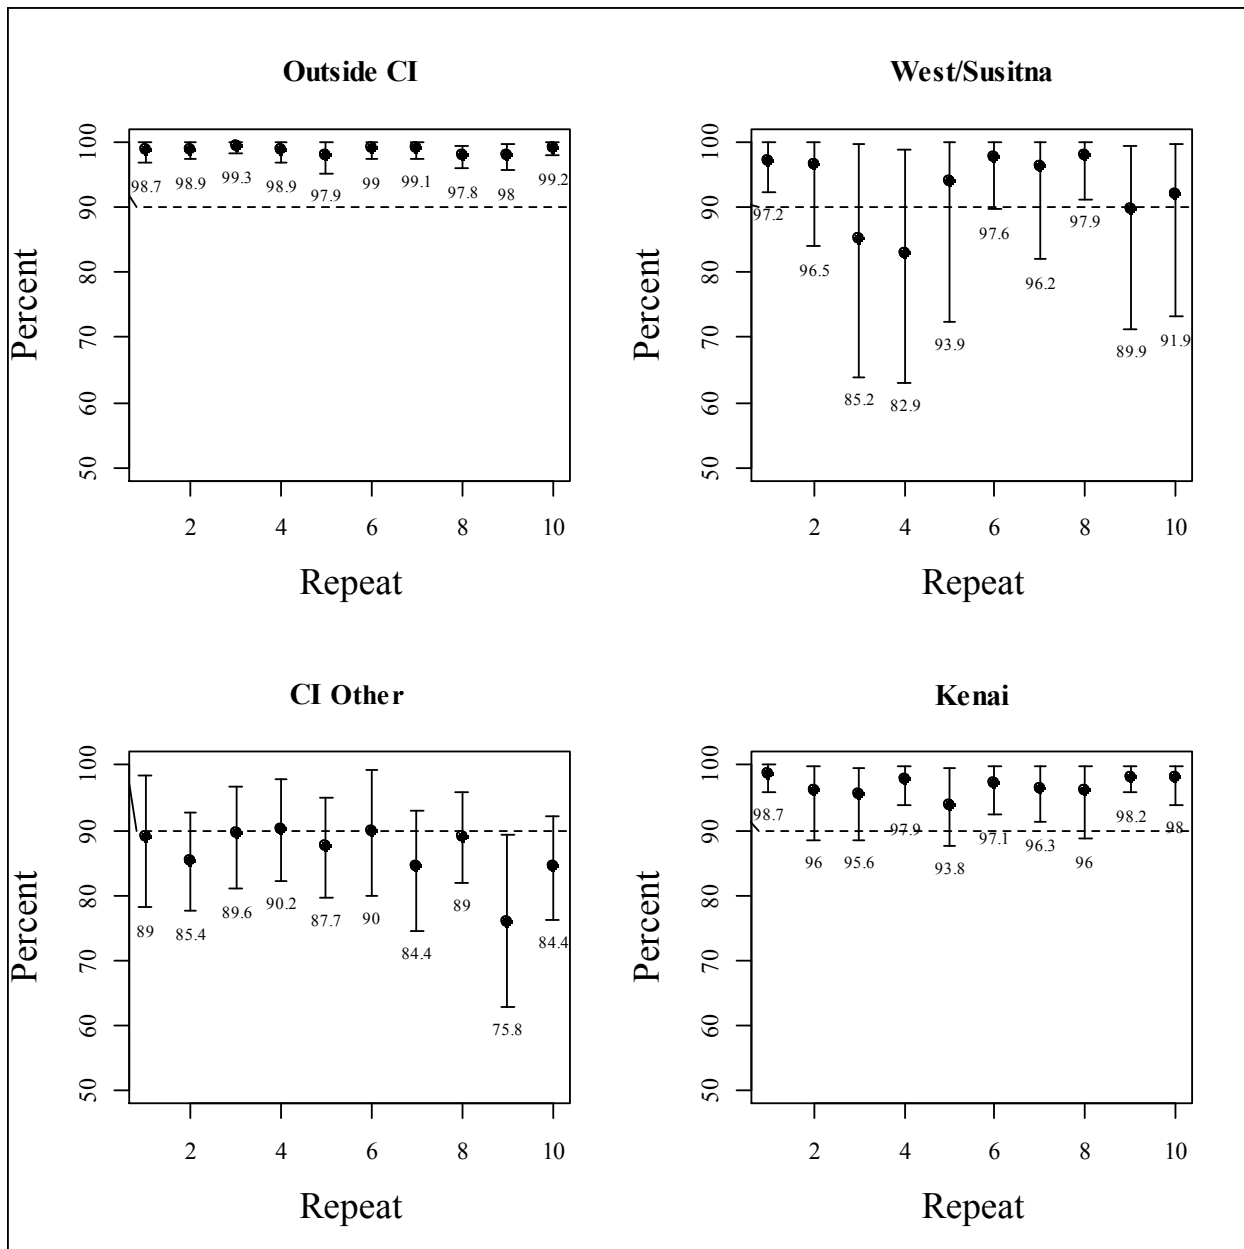 Outside CI
Percent
100
90
80
70
60
50
98.7 98.9 99.3 98.9 97.9 99 99.1 97.8 98 99.2
2 4 6 8 10
Repeat
West/Susitna
Percent
100
90
80
70
60
50
97.2 96.5 85.2 82.9 93.9 97.6 96.2 97.9 89.9 91.9
2 4 6 8 10
Repeat
CI Other
Percent
100
90
80
70
60
50
89 85.4 89.6 90.2 87.7 90 84.4 89 75.8 84.4
2 4 6 8 10
Repeat
Kenai
Percent
100
90
80
70
60
50
98.7 96 95.6 97.9 93.8 97.1 96.3 96 98.2 98
2 4 6 8 10
Repeat